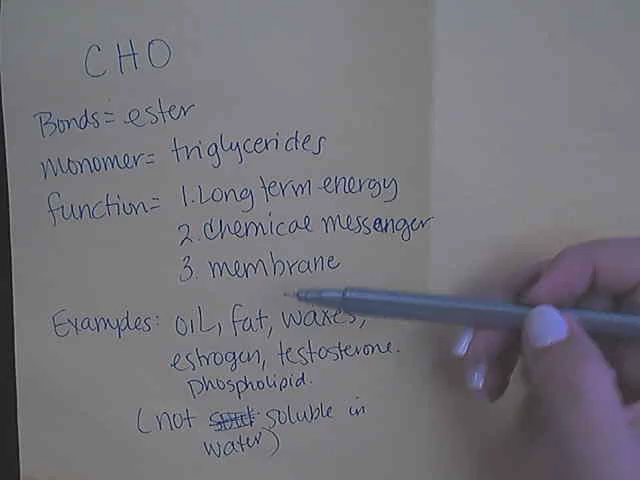 CHO
Bonds= ester
monomer= triglycerides
function= 1. Long term energy
2. Chemical messanger
3. membrane
Examples: oil, fat, waxes,
estrogen, testosterone.
phospholipid.
(not soluble in
water)